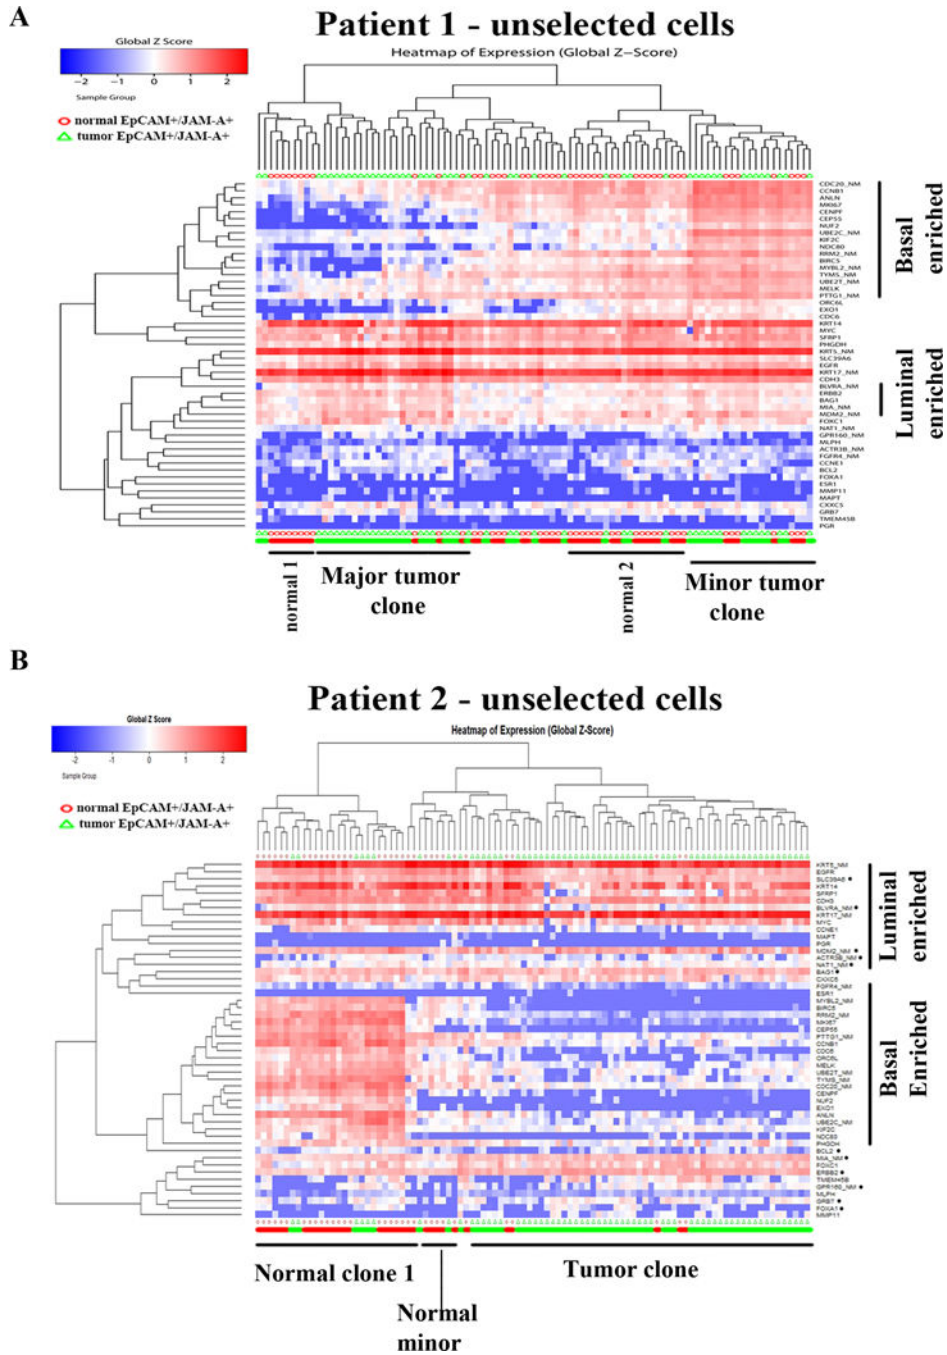 A
Patient 1 - unselected cells
Heatmap of Expression (Global Z-Score)
Global Z Score
-2 -1 0 1 2
Sample Group
normal EpCAM+/JAM-A+
tumor EpCAM+/JAM-A+
CDC20_NM
CCNB1
ANLN
MKI67
CENPF
CEP55
NUF2
UBE2C_NM
KIF2C
NDC80
RRM2_NM
BIRC5
MYBL2_NM
TYMS_NM
UBE2T_NM
MELK
PTTG1_NM
ORC6L
EXO1
CDC6
KRT14
MYC
SFRP1
PHGDH
KRT5_NM
SLC39A6
EGFR
KRT17_NM
CDH3
BLVRA_NM
ERBB2
BAG1
MIA_NM
MDM2_NM
FOXC1
NAT1_NM
GPR160_NM
MLPH
ACTR3B_NM
FGFR4_NM
CCNE1
BCL2
FOXA1
ESR1
MMP11
MAPT
CXXC5
GRB7
TMEM45B
PGR
Basal
enriched
Luminal
enriched
normal 1
Major tumor
clone
normal 2
Minor tumor
clone
B
Patient 2 - unselected cells
Heatmap of Expression (Global Z-Score)
Global Z Score
-2 -1 0 1 2
Sample Group
normal EpCAM+/JAM-A+
tumor EpCAM+/JAM-A+
KRT5_NM
EGFR
SLC39A6 •
KRT14
SFRP1
CDH3
BLVRA_NM •
KRT17_NM
MYC
CCNE1
MAPT
PGR
MDM2_NM •
ACTR3B_NM •
NAT1_NM •
BAG1 •
CXXC5
FGFR4_NM
ESR1
MYBL2_NM
BIRC5
RRM2_NM
MKI67
CEP55
PTTG1_NM
CCNB1
CDC6
ORC6L
MELK
UBE2T_NM
TYMS_NM
CDC20_NM
CENPF
NUF2
EXO1
ANLN
UBE2C_NM
KIF2C
NDC80
PHGDH
BCL2 •
MIA_NM •
FOXC1
ERBB2 •
TMEM45B
GPR160_NM •
MLPH
GRB7 •
FOXA1 •
MMP11
Luminal
enriched
Basal
Enriched
Normal clone 1
Normal
minor
Tumor clone